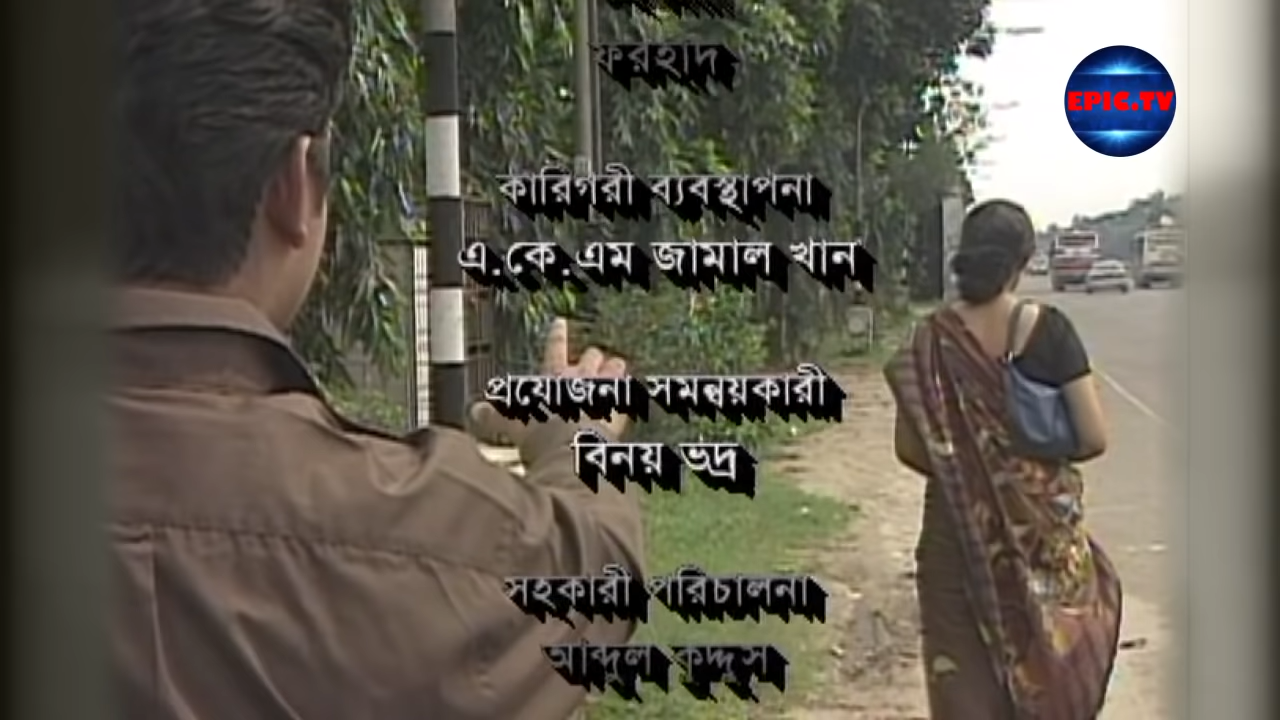 ফরহাদ
EPIC.TV
কারিগরী ব্যবস্থাপনা
এ.কে.এম জামাল খান
প্রযোজনা সমন্বয়কারী
বিনয় ভদ্র
সহকারী পরিচালনা
আব্দুল কুদ্দুস